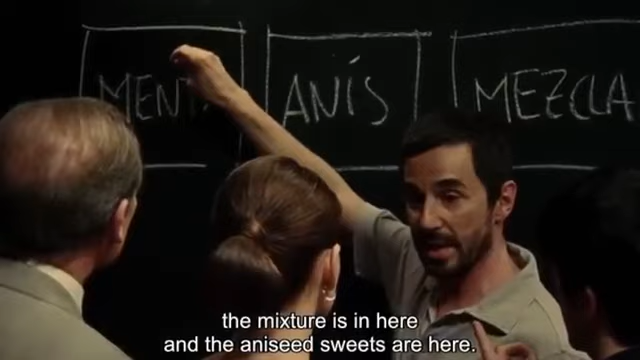 MENT
ANÍS
MEZCLA
the mixture is in here
and the aniseed sweets are here.